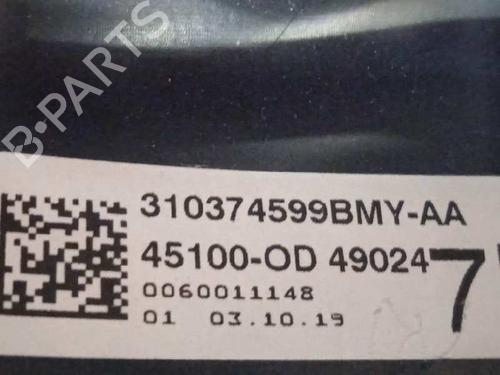 B-PARTS
310374599BMY-AA
45100-OD 49024 7
0060011148
01 03.10.19